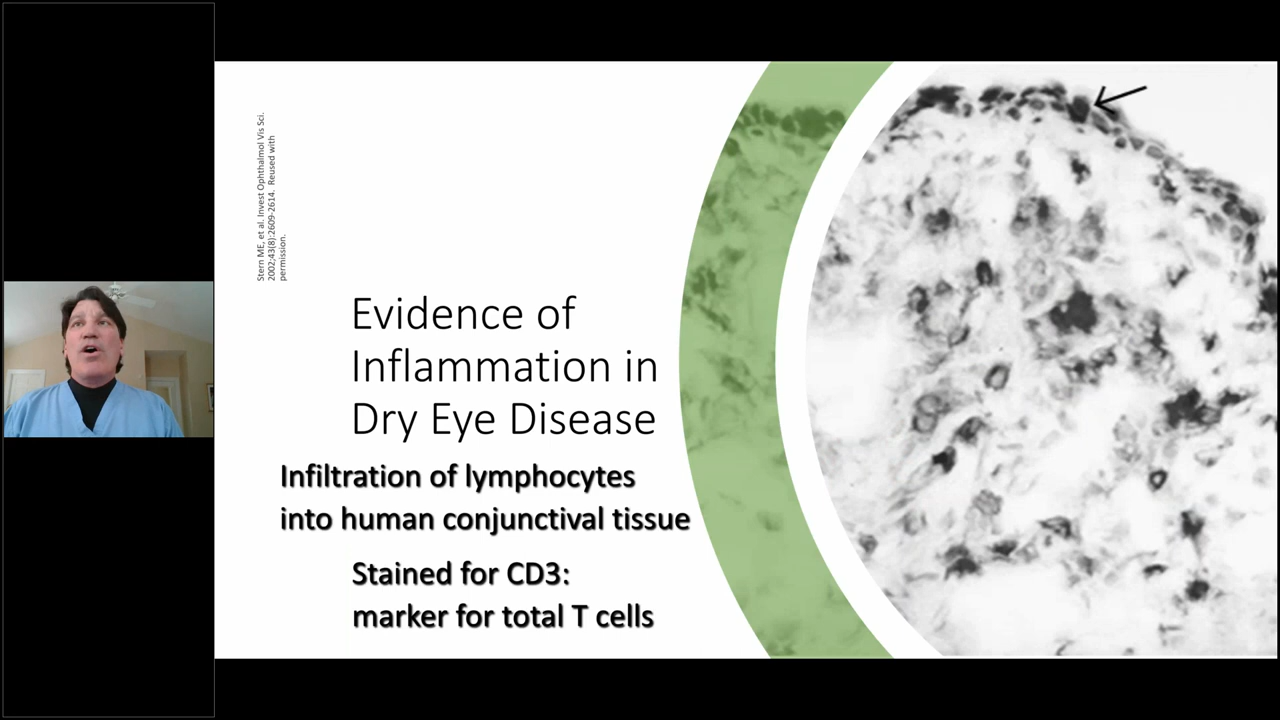 Stern ME, et al. Invest Ophthalmol Vis Sci.
2002;43(8):2609-2614. Reused with
permission.
Evidence of
Inflammation in
Dry Eye Disease
Infiltration of lymphocytes
into human conjunctival tissue
Stained for CD3:
marker for total T cells